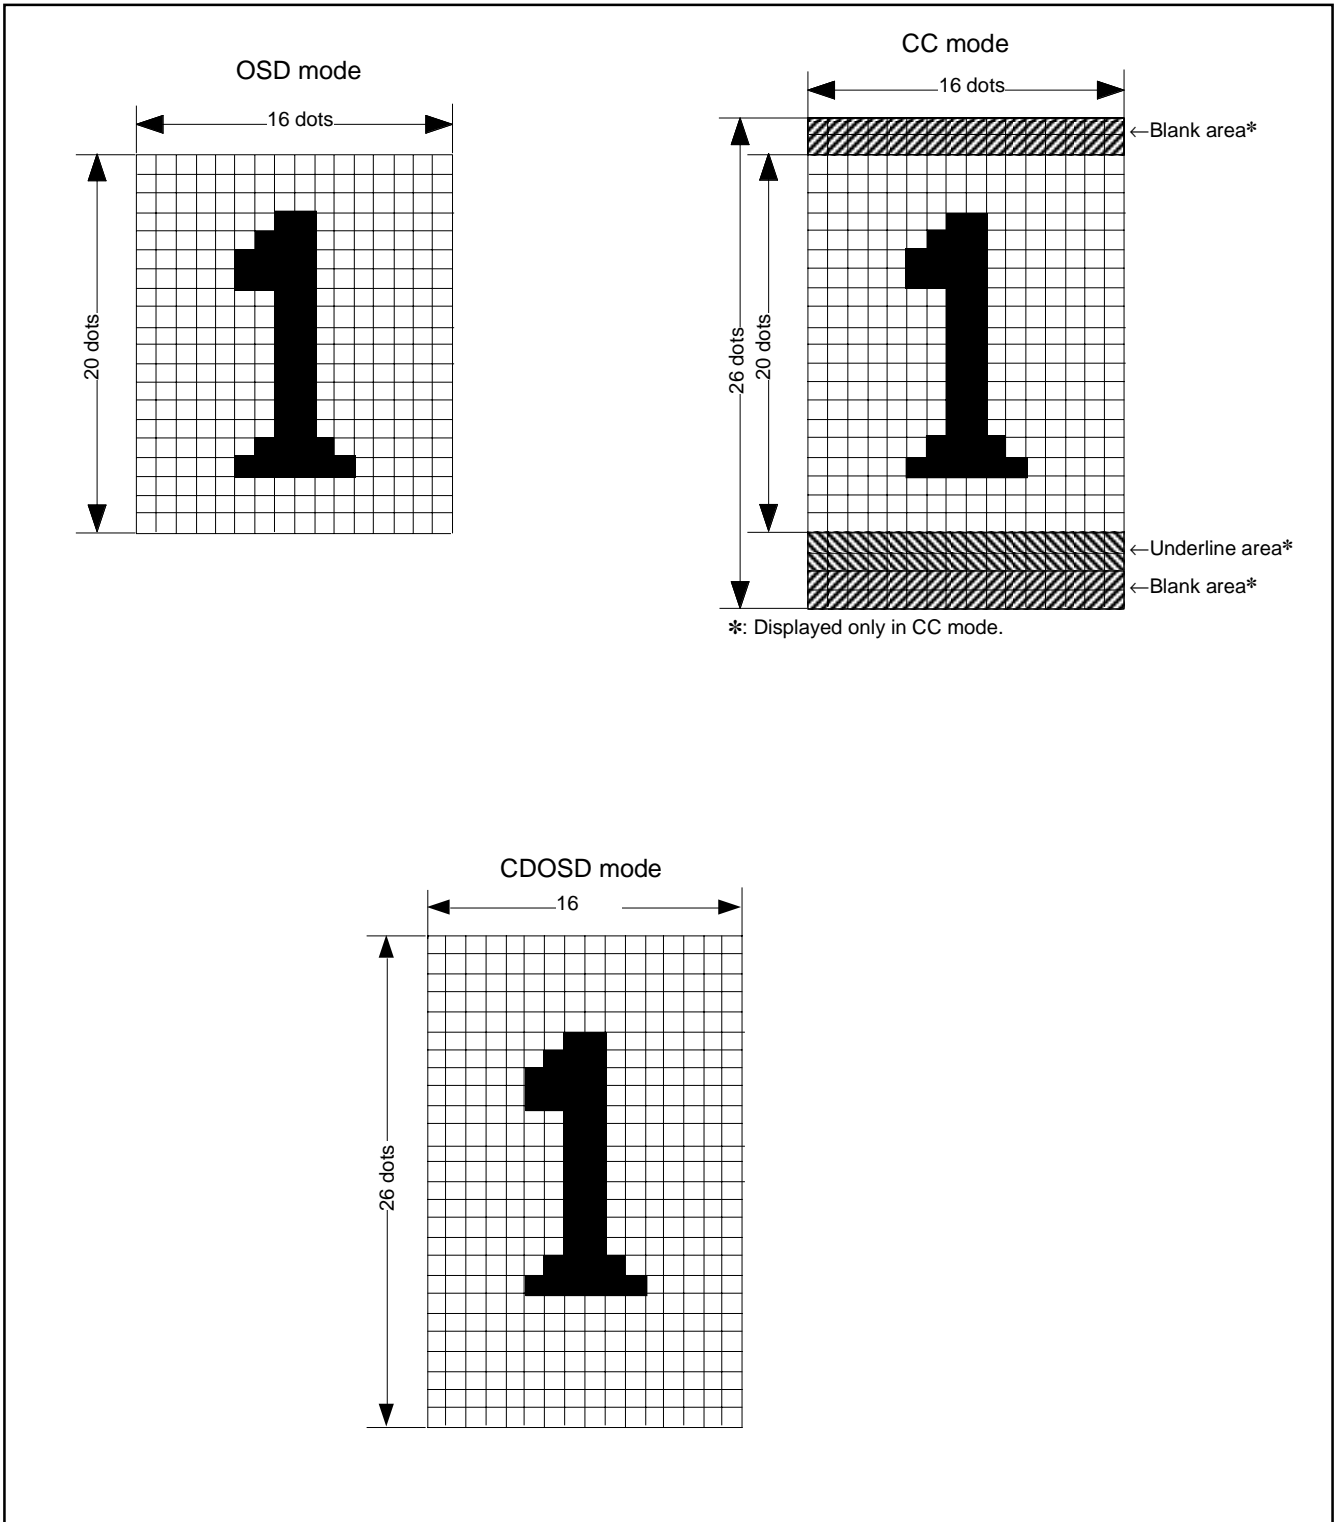 OSD mode
16 dots
20 dots
CC mode
16 dots
26 dots
20 dots
←Blank area*
←Underline area*
←Blank area*
*: Displayed only in CC mode.
CDOSD mode
16
26 dots